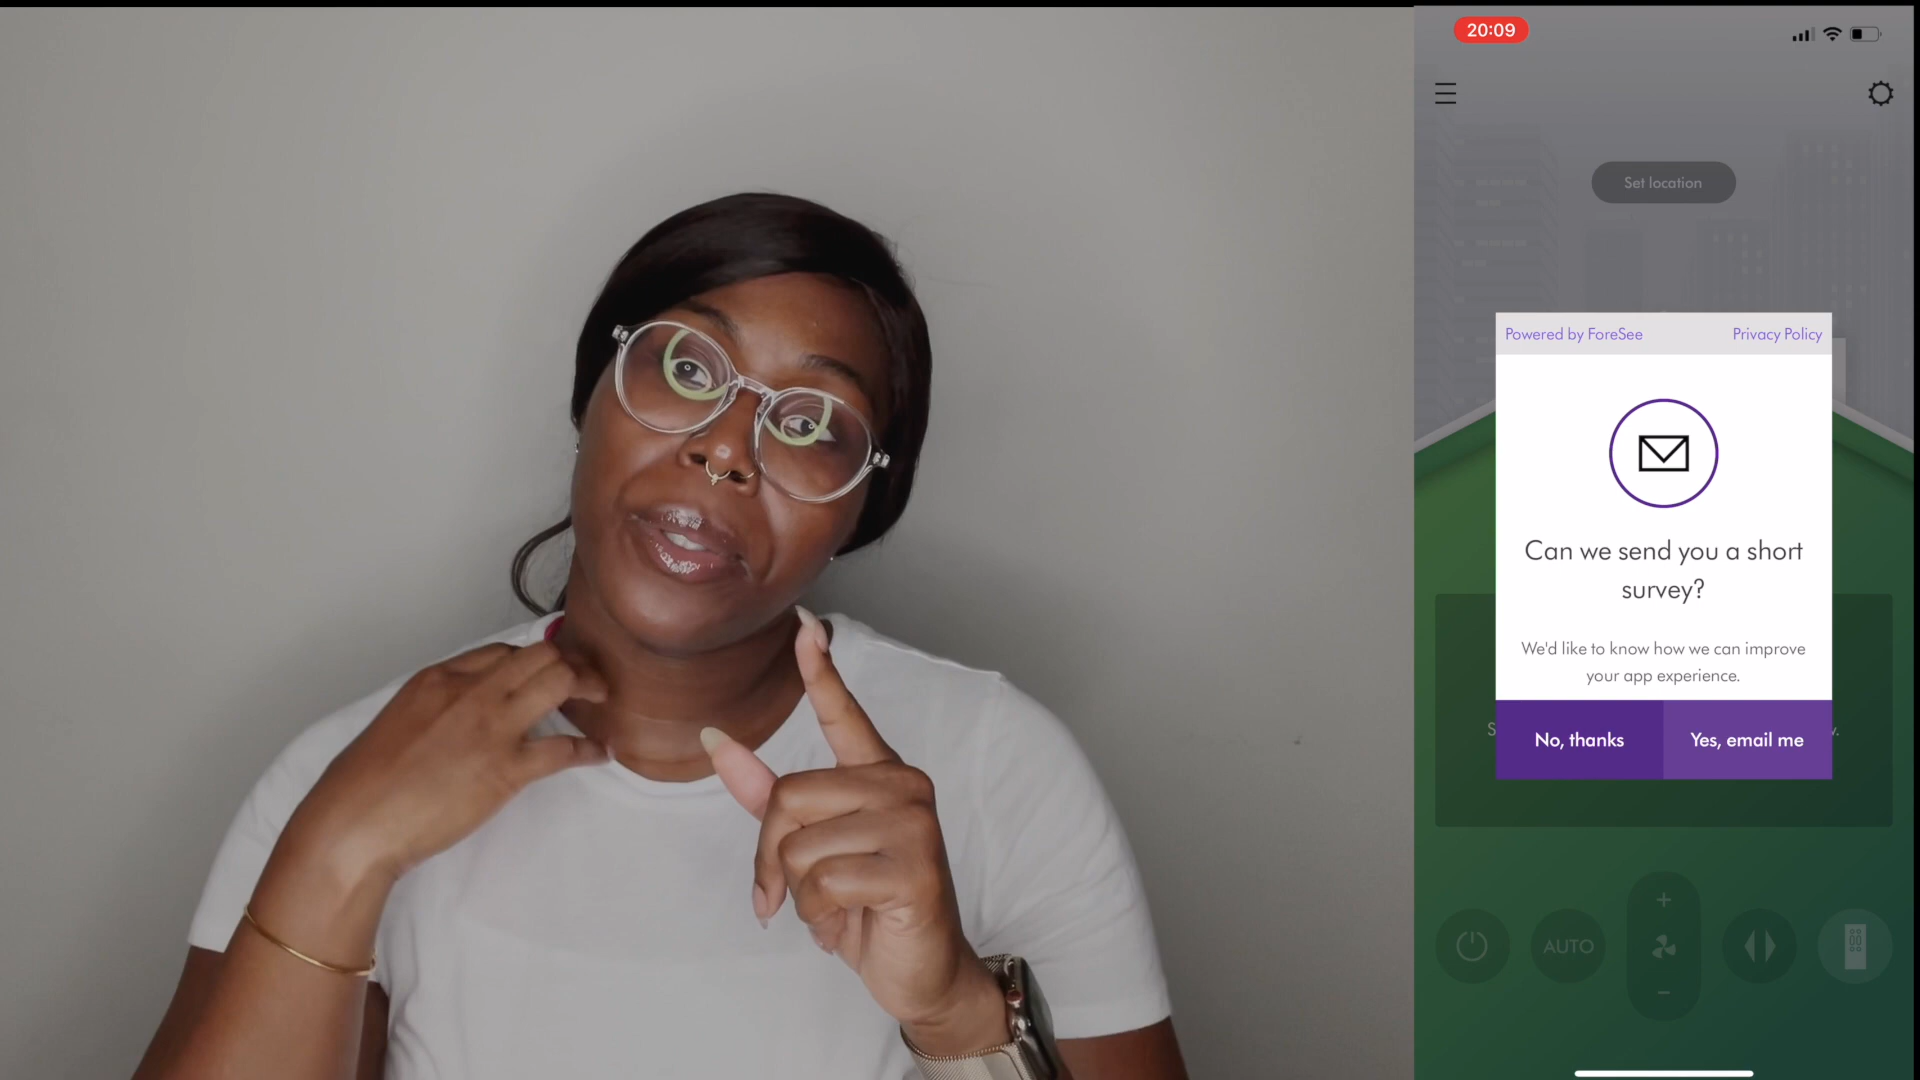 20:09
Set location
Powered by ForeSee
Privacy Policy
Can we send you a short
survey?
We'd like to know how we can improve
your app experience.
No, thanks
Yes, email me
AUTO